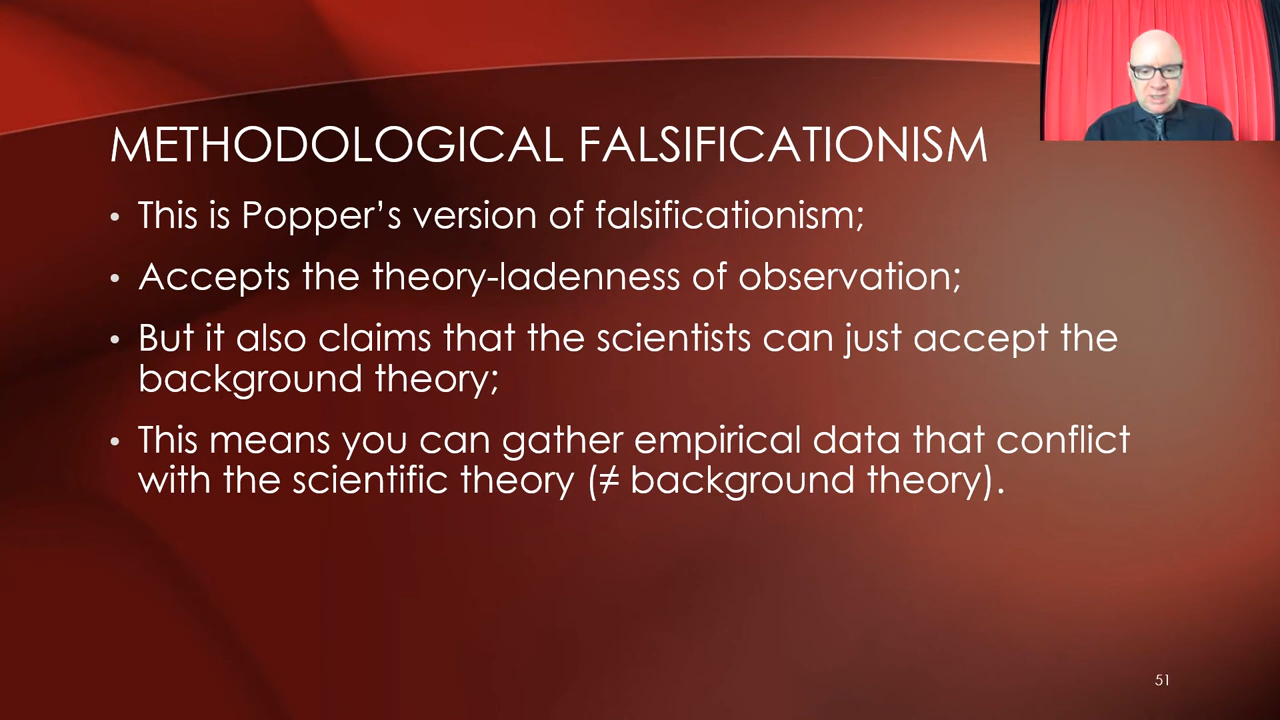 METHODOLOGICAL FALSIFICATIONISM
• This is Popper’s version of falsificationism;
• Accepts the theory-ladenness of observation;
• But it also claims that the scientists can just accept the
background theory;
• This means you can gather empirical data that conflict
with the scientific theory (≠ background theory).
51